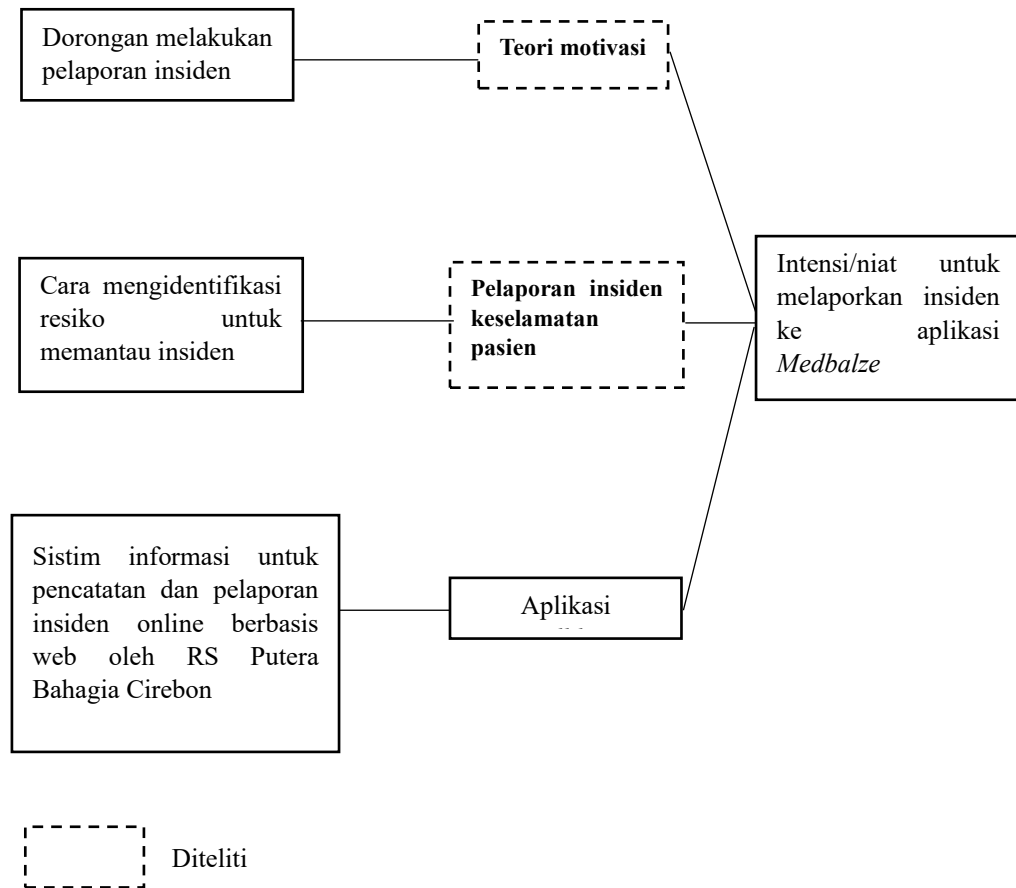 Dorongan melakukan
pelaporan insiden
Teori motivasi
Cara mengidentifikasi
resiko untuk
memantau insiden
Pelaporan insiden
keselamatan
pasien
Intensi/niat untuk
melaporkan insiden
ke aplikasi
Medbalze
Sistim informasi untuk
pencatatan dan pelaporan
insiden online berbasis
web oleh RS Putera
Bahagia Cirebon
Aplikasi
Diteliti